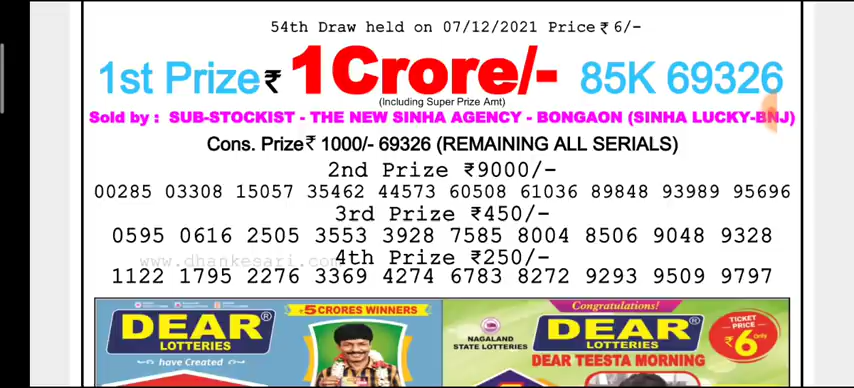 54th Draw held on 07/12/2021 Price ₹ 6/-
1st Prize ₹ 1 Crore/- 85K 69326
(Including Super Prize Amt)
Sold by : SUB-STOCKIST - THE NEW SINHA AGENCY - BONGAON (SINHA LUCKY-BNJ)
Cons. Prize ₹ 1000/- 69326 (REMAINING ALL SERIALS)
2nd Prize ₹9000/-
00285 03308 15057 35462 44573 60508 61036 89848 93989 95696
3rd Prize ₹450/-
0595 0616 2505 3553 3928 7585 8004 8506 9048 9328
www.dhankesari.com
4th Prize ₹250/-
1122 1795 2276 3369 4274 6783 8272 9293 9509 9797
DEAR®
LOTTERIES
have Created
₹5 CRORES WINNERS
Congratulations!
NAGALAND
STATE LOTTERIES
DEAR®
LOTTERIES
DEAR TEESTA MORNING
TICKET
PRICE
₹6 Only